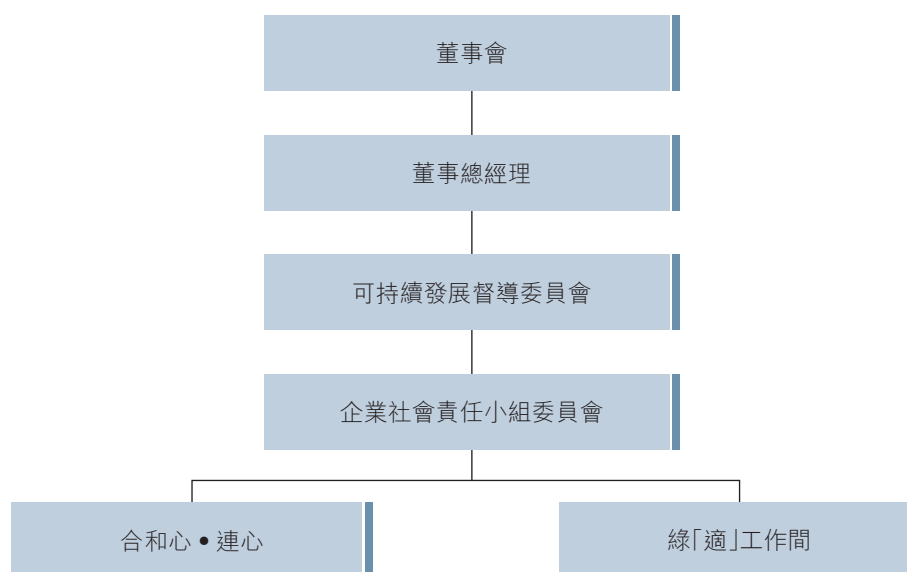 董事會
董事總經理
可持續發展督導委員會
企業社會責任小組委員會
合和心•連心
綠「適」工作間